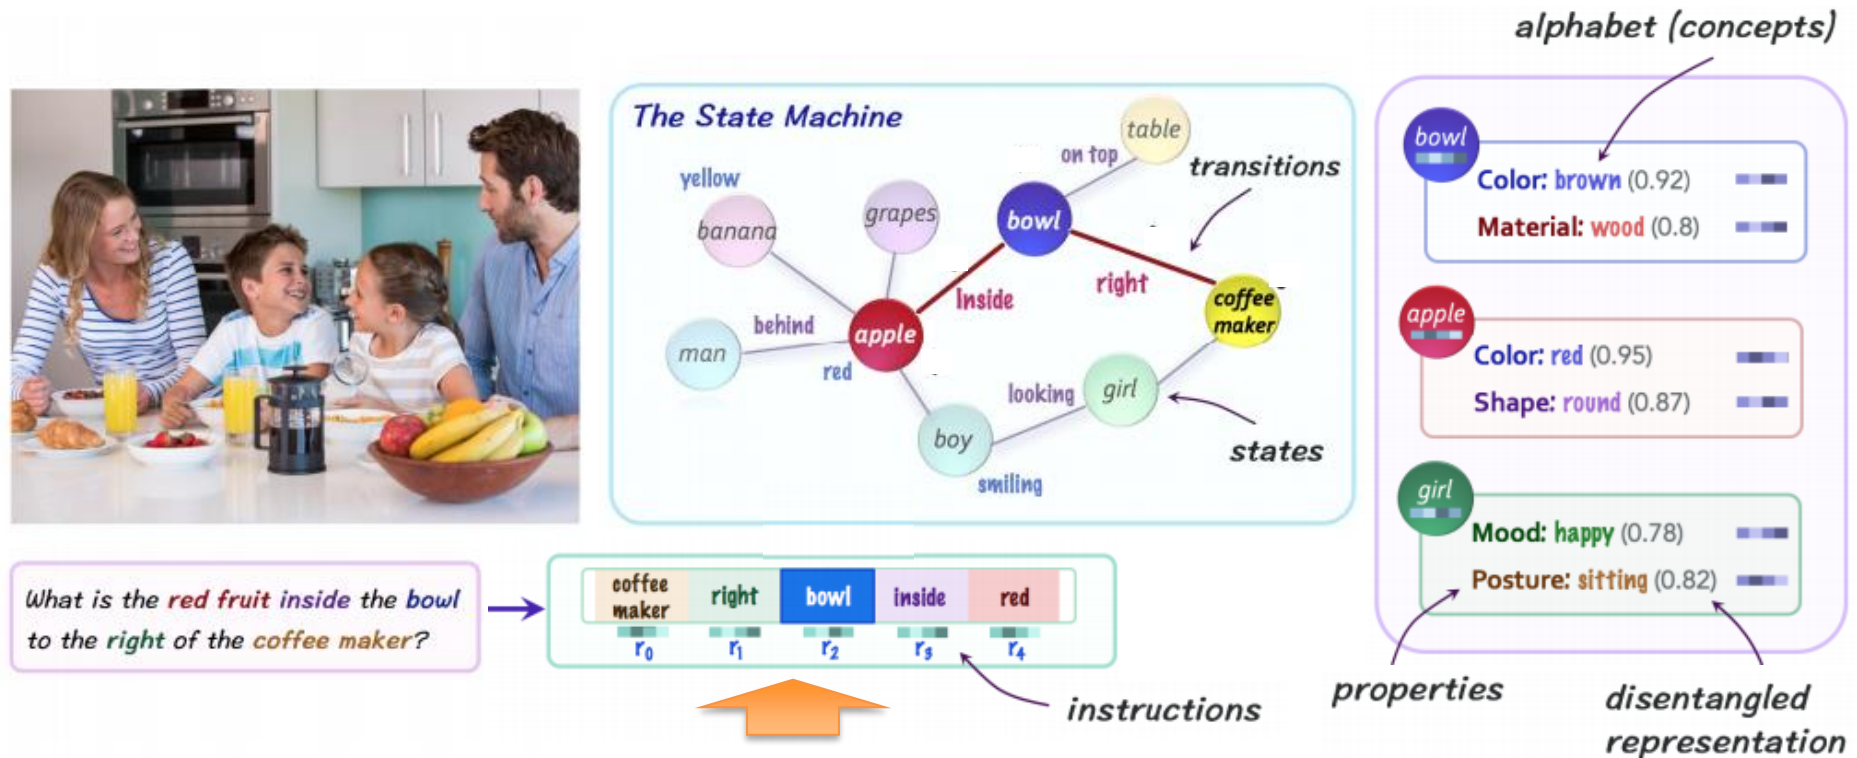 alphabet (concepts)
The State Machine
table
on top
transitions
yellow
banana
grapes
bowl
right
coffee
maker
Inside
behind
apple
man
red
looking
girl
boy
smiling
states
bowl
Color: brown (0.92)
Material: wood (0.8)
apple
Color: red (0.95)
Shape: round (0.87)
girl
Mood: happy (0.78)
Posture: sitting (0.82)
properties
disentangled
representation
What is the red fruit inside the bowl
to the right of the coffee maker?
coffee
maker
right
bowl
inside
red
r0
r1
r2
r3
r4
instructions